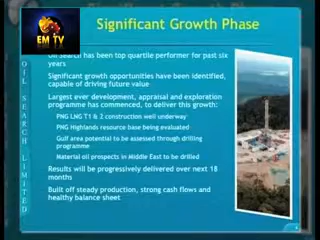 Significant Growth Phase
EM TV
Oil Search has been top quartile performer for past six
years
Significant growth opportunities have been identified,
capable of driving future value
Largest ever development, appraisal and exploration
programme has commenced, to deliver this growth:
PNG LNG T1 & 2 construction well underway
PNG Highlands resource base being evaluated
Gulf area potential to be assessed through drilling
programme
Material oil prospects in Middle East to be drilled
Results will be progressively delivered over next 18
months
Built off steady production, strong cash flows and
healthy balance sheet
OIL SEARCH LIMITED